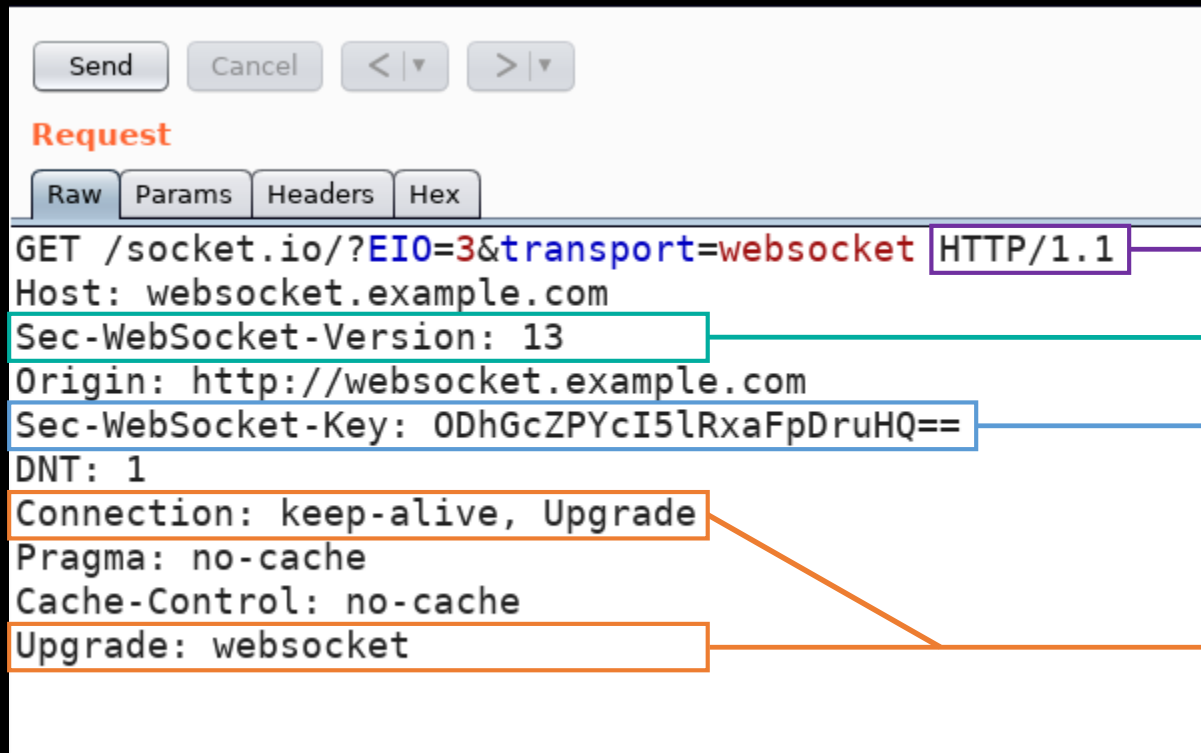 Send Cancel < ▼ > ▼
Request
Raw Params Headers Hex
GET /socket.io/?EIO=3&transport=websocket HTTP/1.1
Host: websocket.example.com
Sec-WebSocket-Version: 13
Origin: http://websocket.example.com
Sec-WebSocket-Key: ODhGcZPYcI5lRxaFpDruHQ==
DNT: 1
Connection: keep-alive, Upgrade
Pragma: no-cache
Cache-Control: no-cache
Upgrade: websocket